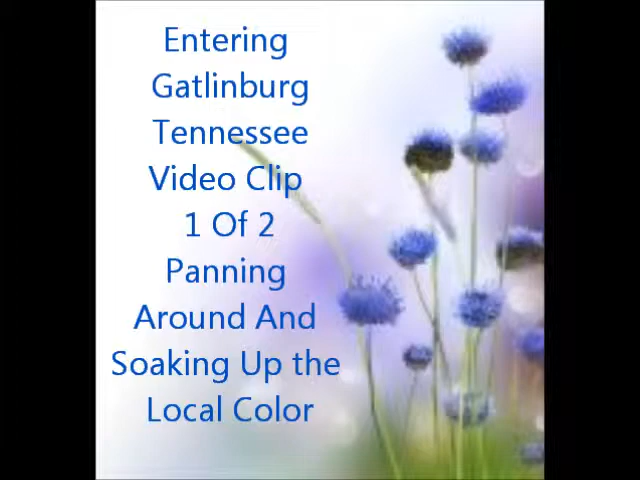 Entering
Gatlinburg
Tennessee
Video Clip
1 Of 2
Panning
Around And
Soaking Up the
Local Color